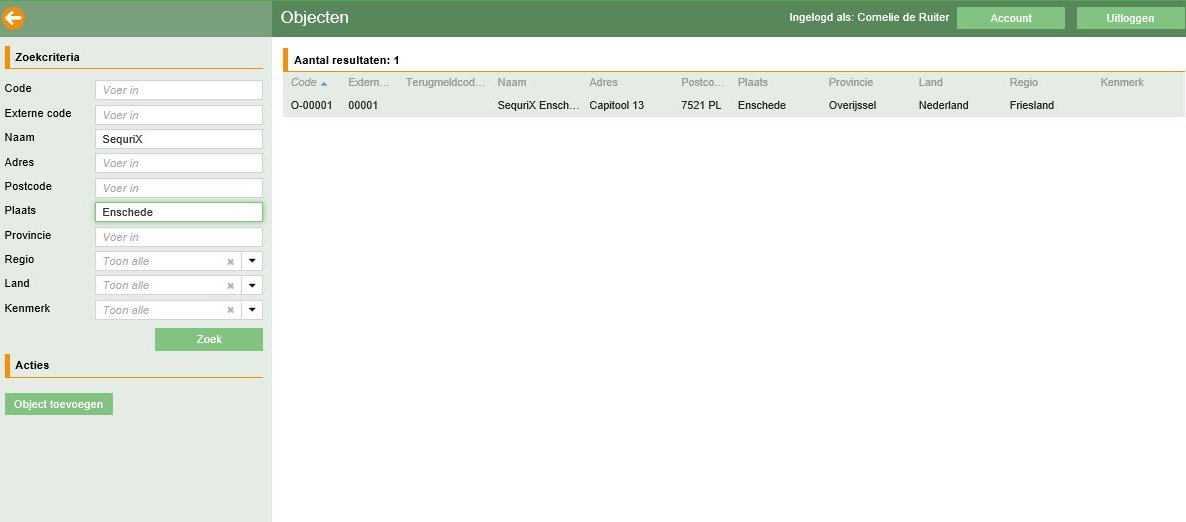 Objecten
Ingelogd als: Cornelie de Ruiter
Account
Uitloggen
Zoekcriteria
Code Voer in
Externe code Voer in
Naam SequriX
Adres Voer in
Postcode Voer in
Plaats Enschede
Provincie Voer in
Regio Toon alle
Land Toon alle
Kenmerk Toon alle
Zoek
Acties
Object toevoegen
Aantal resultaten: 1
Code Extern... Terugmeldcod... Naam Adres Postco... Plaats Provincie Land Regio Kenmerk
O-00001 00001 SequriX Ensch... Capitool 13 7521 PL Enschede Overijssel Nederland Friesland